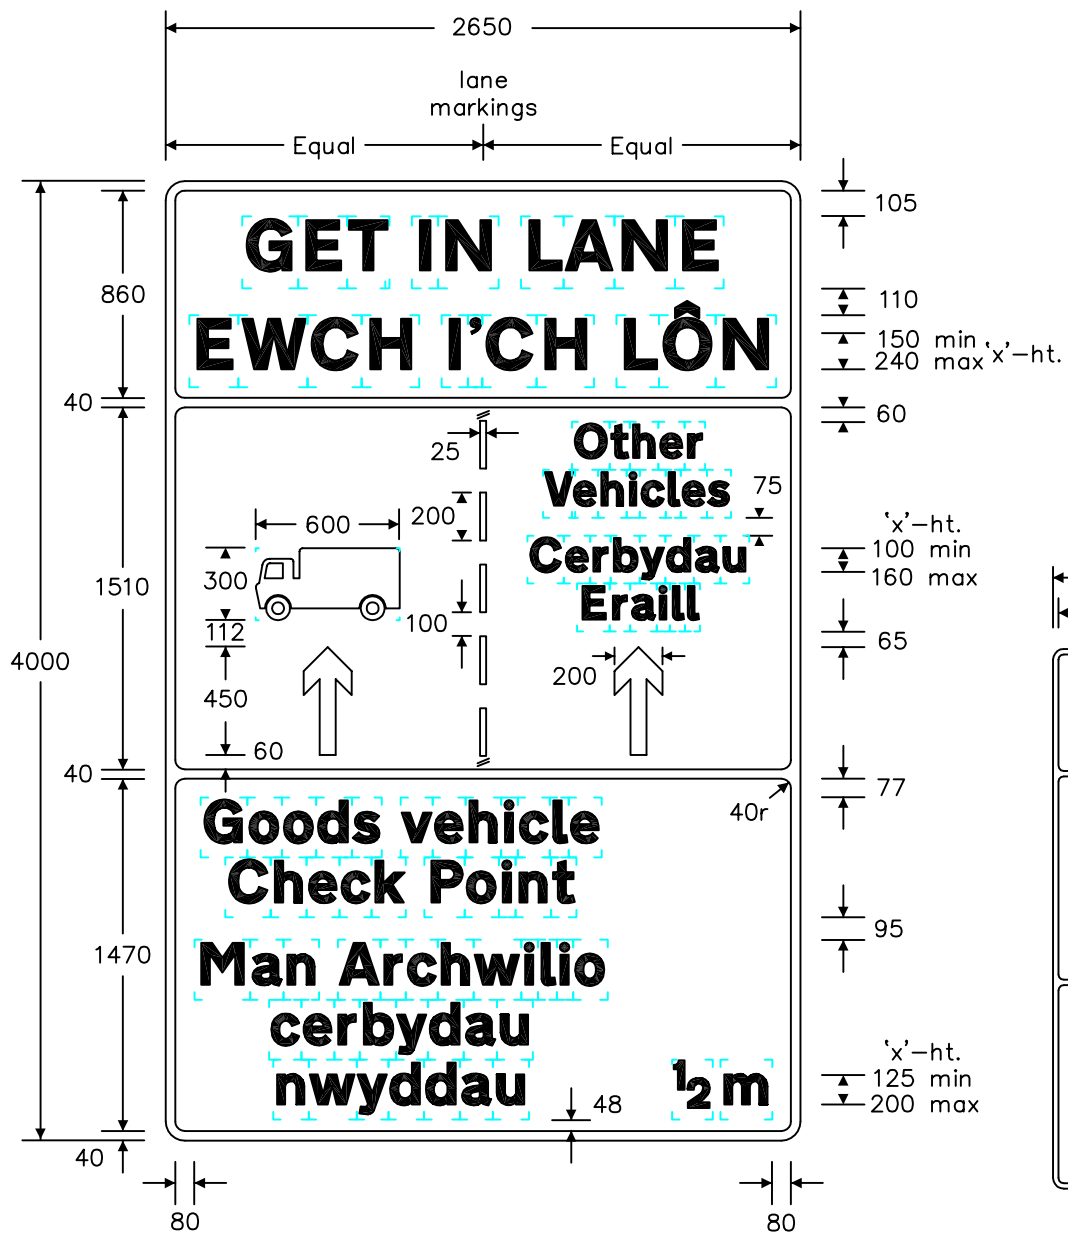 2650
lane
markings
Equal Equal
105
GET IN LANE
860
110
EWCH I'CH LÔN
150 min
240 max 'x'-ht.
40
60
25
Other
Vehicles
75
600
200
'x'-ht.
100 min
160 max
Cerbydau
Eraill
300
1510
112
100
65
4000
200
450
60
40
77
40r
Goods vehicle
Check Point
95
1470
Man Archwilio
cerbydau
nwyddau
½ m
'x'-ht.
125 min
200 max
48
40
80 80